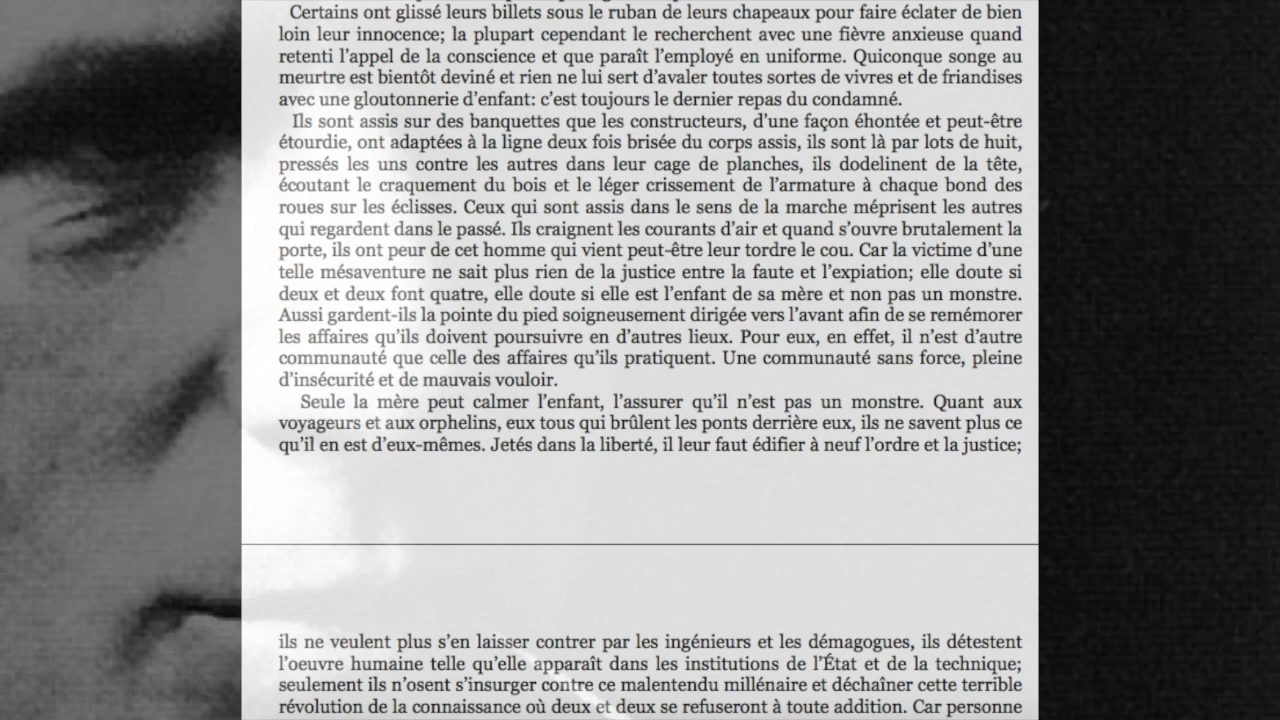 Certains ont glissé leurs billets sous le ruban de leurs chapeaux pour faire éclater de bien
loin leur innocence; la plupart cependant le recherchent avec une fièvre anxieuse quand
retenti l’appel de la conscience et que paraît l’employé en uniforme. Quiconque songe au
meurtre est bientôt deviné et rien ne lui sert d’avaler toutes sortes de vivres et de friandises
avec une gloutonnerie d’enfant: c’est toujours le dernier repas du condamné.
Ils sont assis sur des banquettes que les constructeurs, d’une façon éhontée et peut-être
étourdie, ont adaptées à la ligne deux fois brisée du corps assis, ils sont là par lots de huit,
pressés les uns contre les autres dans leur cage de planches, ils dodelinent de la tête,
écoutant le craquement du bois et le léger crissement de l’armature à chaque bond des
roues sur les éclisses. Ceux qui sont assis dans le sens de la marche méprisent les autres
qui regardent dans le passé. Ils craignent les courants d’air et quand s’ouvre brutalement la
porte, ils ont peur de cet homme qui vient peut-être leur tordre le cou. Car la victime d’une
telle mésaventure ne sait plus rien de la justice entre la faute et l’expiation; elle doute si
deux et deux font quatre, elle doute si elle est l’enfant de sa mère et non pas un monstre.
Aussi gardent-ils la pointe du pied soigneusement dirigée vers l’avant afin de se remémorer
les affaires qu’ils doivent poursuivre en d’autres lieux. Pour eux, en effet, il n’est d’autre
communauté que celle des affaires qu’ils pratiquent. Une communauté sans force, pleine
d’insécurité et de mauvais vouloir.
Seule la mère peut calmer l’enfant, l’assurer qu’il n’est pas un monstre. Quant aux
voyageurs et aux orphelins, eux tous qui brûlent les ponts derrière eux, ils ne savent plus ce
qu’il en est d’eux-mêmes. Jetés dans la liberté, il leur faut édifier à neuf l’ordre et la justice;
ils ne veulent plus s’en laisser contrer par les ingénieurs et les démagogues, ils détestent
l’oeuvre humaine telle qu’elle apparaît dans les institutions de l’État et de la technique;
seulement ils n’osent s’insurger contre ce malentendu millénaire et déchaîner cette terrible
révolution de la connaissance où deux et deux se refuseront à toute addition. Car personne